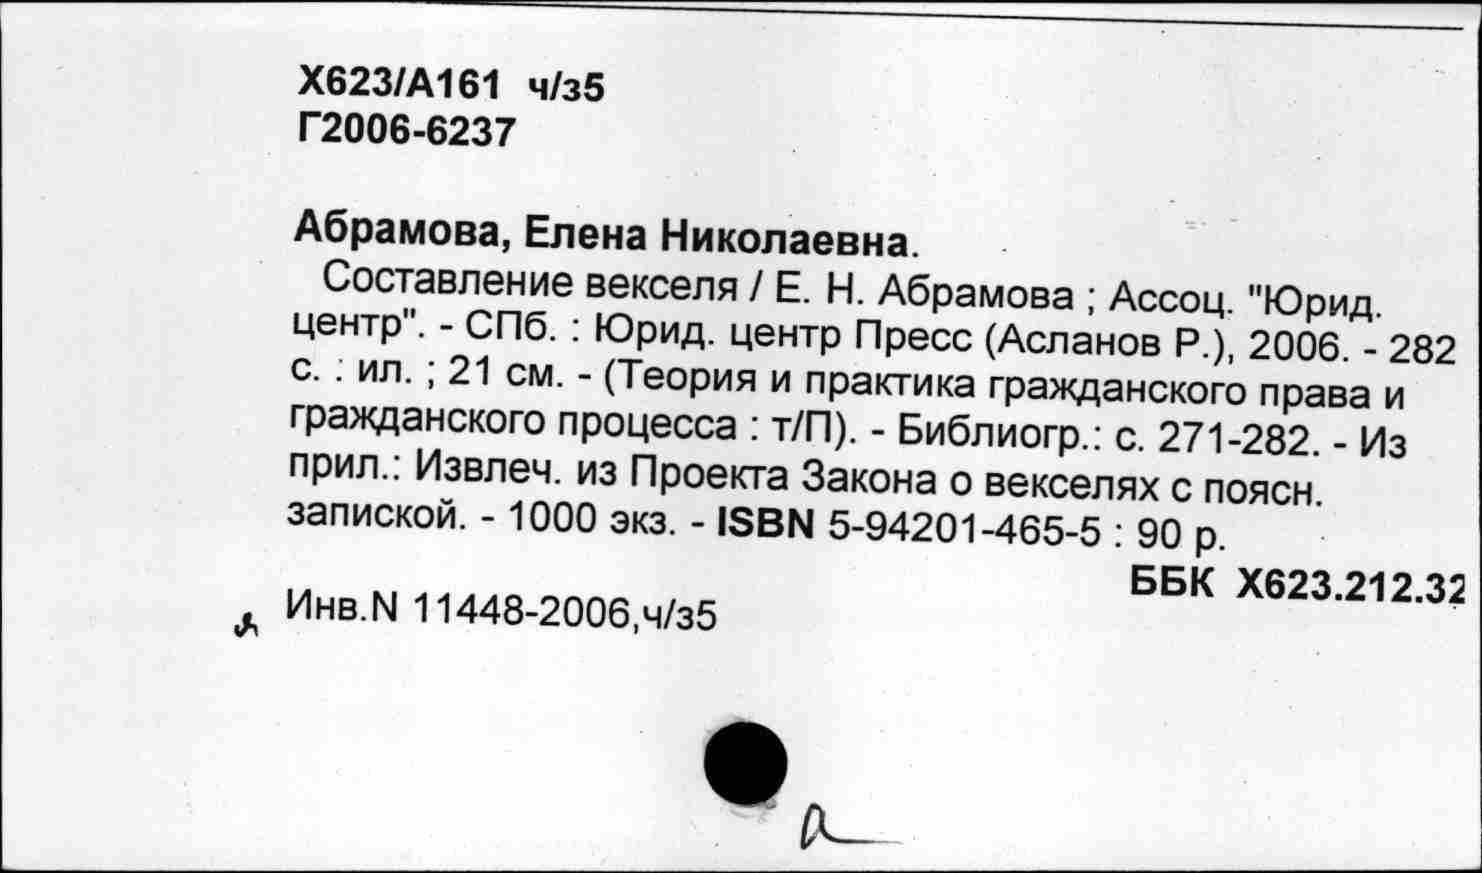 Х623/А161 ч/з5
Г2006-6237
Абрамова, Елена Николаевна.
Составление векселя / Е. Н. Абрамова ; Ассоц. "Юрид.
центр". - СПб. : Юрид. центр Пресс (Асланов Р.), 2006. - 282
с. : ил. ; 21 см. - (Теория и практика гражданского права и
гражданского процесса : т/П). - Библиогр.: с. 271-282. - Из
прил.: Извлеч. из Проекта Закона о векселях с поясн.
запиской. - 1000 экз. - ISBN 5-94201-465-5 : 90 р.
ББК Х623.212.32
Инв.N 11448-2006,ч/з5